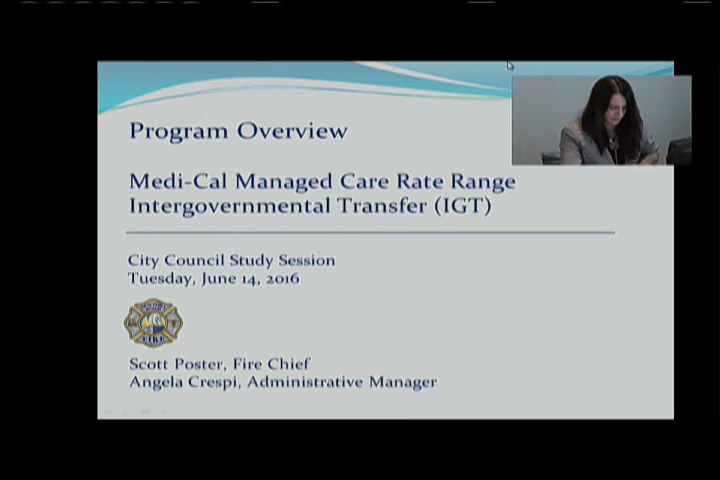 Program Overview
Medi-Cal Managed Care Rate Range
Intergovernmental Transfer (IGT)
City Council Study Session
Tuesday, June 14, 2016
FIRE
Scott Poster, Fire Chief
Angela Crespi, Administrative Manager